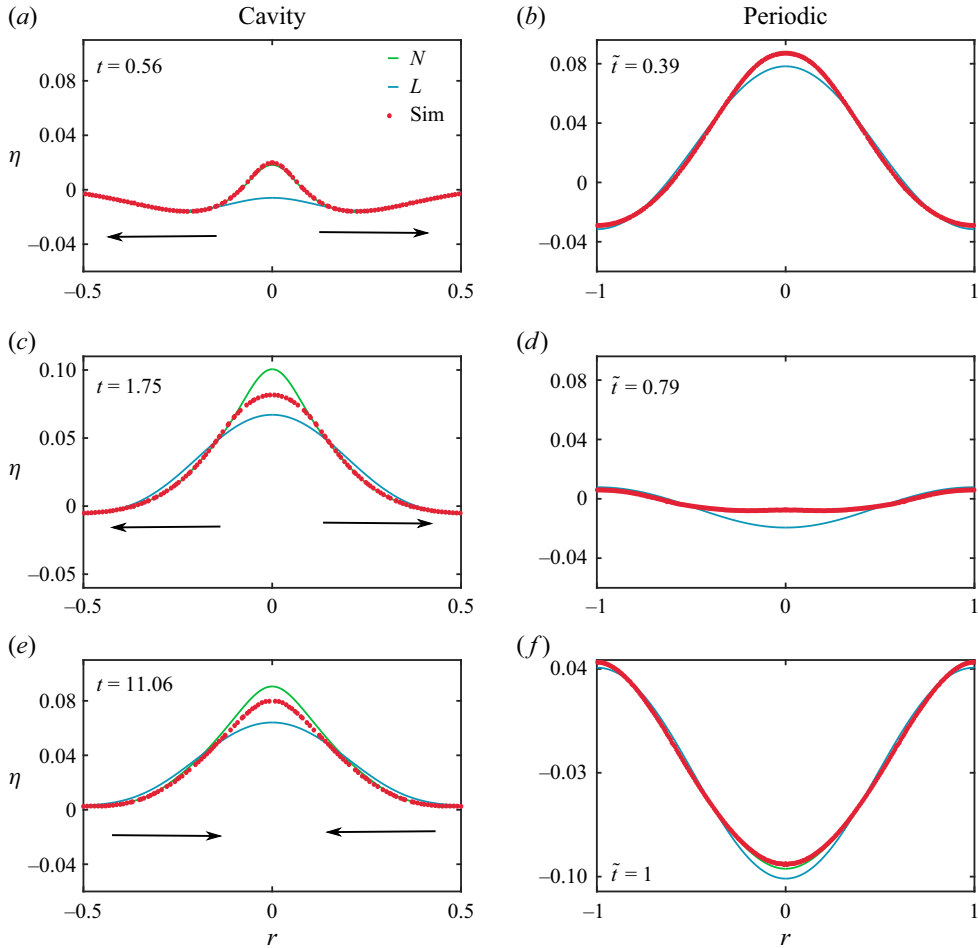 (a) Cavity
t = 0.56
N
L
Sim
0.08
0.04
0
–0.04
η
–0.5 0 0.5
(b) Periodic
t̃ = 0.39
0.08
0.04
0
–0.04
–1 0 1
(c)
t = 1.75
0.10
0.05
0
–0.05
η
–0.5 0 0.5
(d)
t̃ = 0.79
0.08
0.04
0
–0.04
–1 0 1
(e)
t = 11.06
0.08
0.04
0
–0.04
η
–0.5 0 0.5
r
(f)
0.04
–0.03
–0.10
t̃ = 1
–1 0 1
r